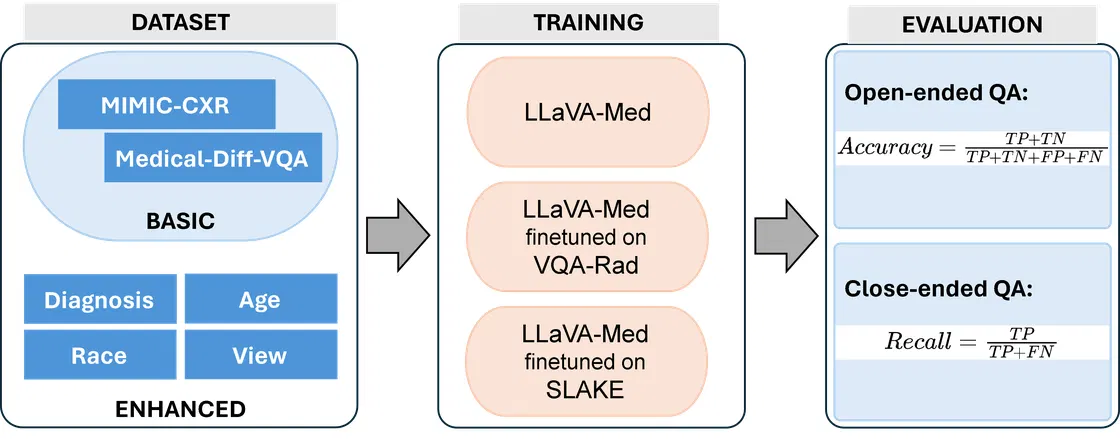 DATASET
MIMIC-CXR
Medical-Diff-VQA
BASIC
Diagnosis
Age
Race
View
ENHANCED
TRAINING
LLaVA-Med
LLaVA-Med
finetuned on
VQA-Rad
LLaVA-Med
finetuned on
SLAKE
EVALUATION
Open-ended QA:
Accuracy = \frac{TP+TN}{TP+TN+FP+FN}
Close-ended QA:
Recall = \frac{TP}{TP+FN}